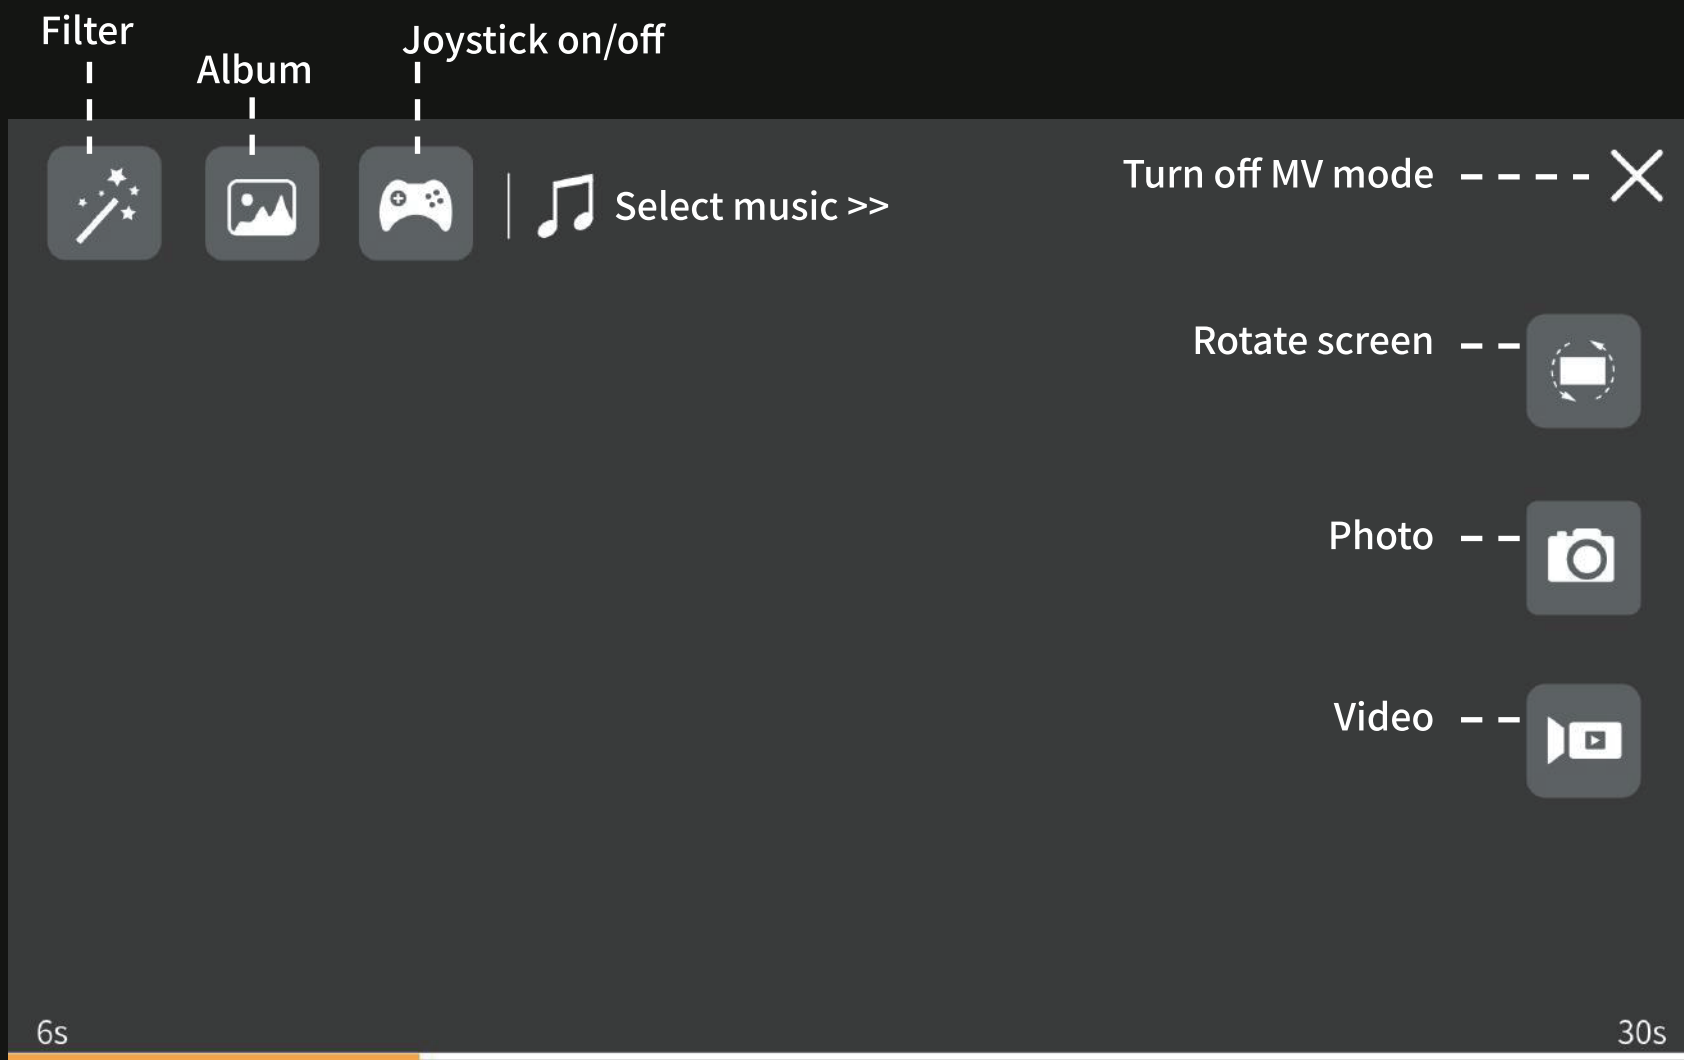 Filter
Album
Joystick on/off
Select music >>
Turn off MV mode
Rotate screen
Photo
Video
6s
30s